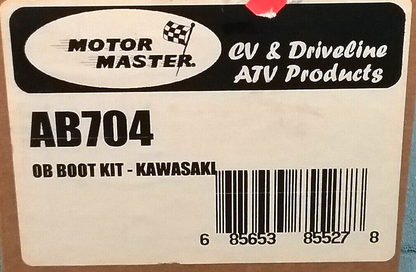 MOTOR
MASTER
CV & Driveline
ATV Products
AB704
OB BOOT KIT - KAWASAKI
6 85653 85527 8